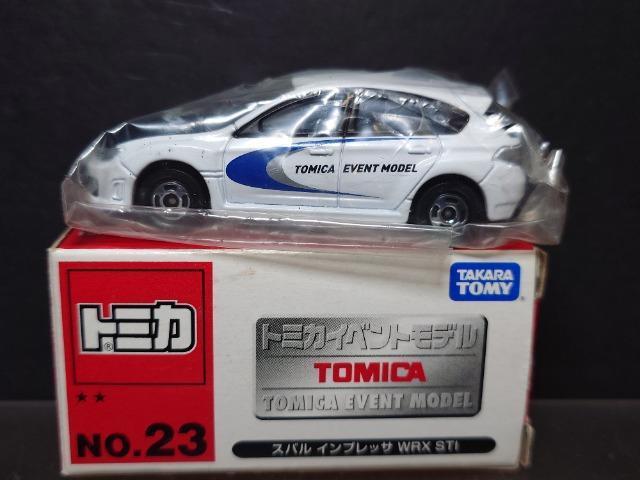 TOMICA EVENT MODEL
TAKARA TOMY
トミカ®
トミカイベントモデル
TOMICA
TOMICA EVENT MODEL
★★
NO.23
スバル インプレッサ WRX STI